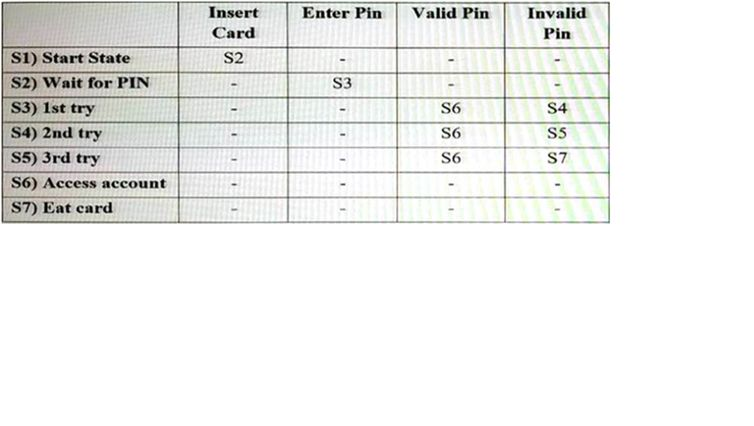 Insert Card Enter Pin Valid Pin Invalid Pin
S1) Start State S2 - - -
S2) Wait for PIN - S3 - -
S3) 1st try - - S6 S4
S4) 2nd try - - S6 S5
S5) 3rd try - - S6 S7
S6) Access account - - - -
S7) Eat card - - - -